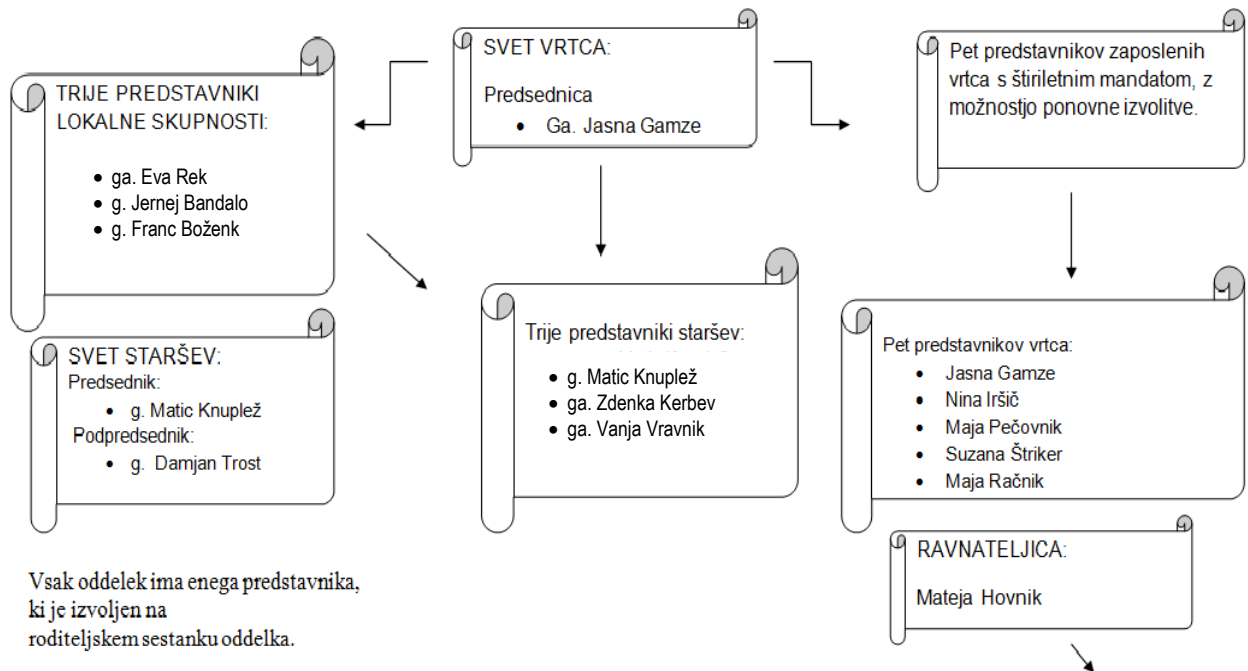 SVET VRTCA:
Predsednica
• Ga. Jasna Gamze
TRIJE PREDSTAVNIKI
LOKALNE SKUPNOSTI:
• ga. Eva Rek
• g. Jernej Bandalo
• g. Franc Boženk
Pet predstavnikov zaposlenih
vrtca s štiriletnim mandatom, z
možnostjo ponovne izvolitve.
SVET STARŠEV:
Predsednik:
• g. Matic Knuplež
Podpredsednik:
• g. Damjan Trost
Trije predstavniki staršev:
• g. Matic Knuplež
• ga. Zdenka Kerbev
• ga. Vanja Vravnik
Pet predstavnikov vrtca:
• Jasna Gamze
• Nina Iršič
• Maja Pečovnik
• Suzana Štriker
• Maja Račnik
RAVNATELJICA:
Mateja Hovnik
Vsak oddelek ima enega predstavnika,
ki je izvoljen na
roditeljskem sestanku oddelka.